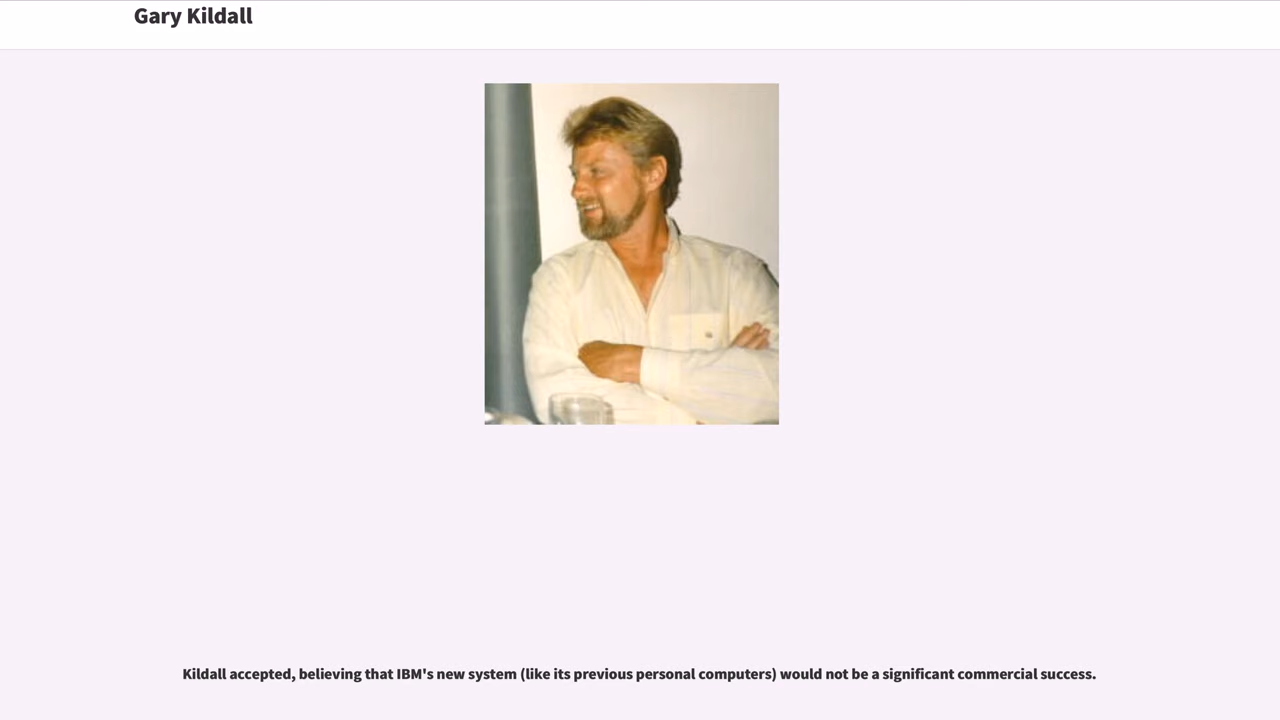 Gary Kildall
Kildall accepted, believing that IBM's new system (like its previous personal computers) would not be a significant commercial success.